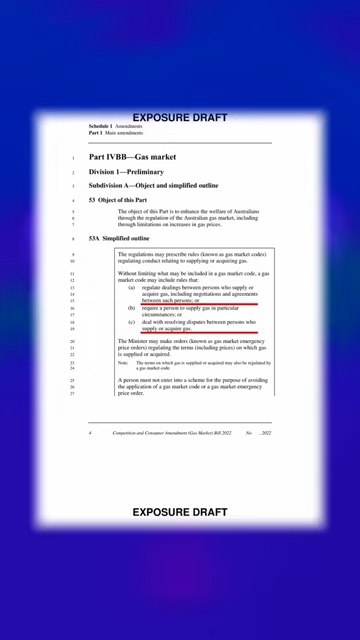 EXPOSURE DRAFT
Schedule 1 Amendments
Part 1 Main amendments
1 Part IVBB—Gas market
2 Division 1—Preliminary
3 Subdivision A—Object and simplified outline
4 53 Object of this Part
5 The object of this Part is to enhance the welfare of Australians
6 through the regulation of the Australian gas market, including
7 through limitations on increases in gas prices.
8 53A Simplified outline
9 The regulations may prescribe rules (known as gas market codes)
10 regulating conduct relating to supplying or acquiring gas.
11 Without limiting what may be included in a gas market code, a gas
12 market code may include rules that:
13 (a) regulate dealings between persons who supply or
14 acquire gas, including negotiations and agreements
15 between such persons; or
16 (b) require a person to supply gas in particular
17 circumstances; or
18 (c) deal with resolving disputes between persons who
19 supply or acquire gas.
20 The Minister may make orders (known as gas market emergency
21 price orders) regulating the terms (including prices) on which gas
22 is supplied or acquired.
23 Note: The terms on which gas is supplied or acquired may also be regulated by
24 a gas market code.
25 A person must not enter into a scheme for the purpose of avoiding
26 the application of a gas market code or a gas market emergency
27 price order.
4 Competition and Consumer Amendment (Gas Market) Bill 2022 No. , 2022
EXPOSURE DRAFT